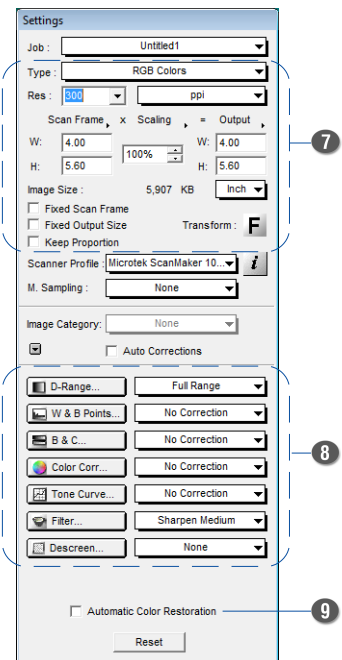 Settings
Job : Untitled1
Type : RGB Colors
Res : 300 ppi
Scan Frame x Scaling = Output
W: 4.00 100% W: 4.00
H: 5.60 H: 5.60
Image Size : 5,907 KB Inch
Fixed Scan Frame
Fixed Output Size Transform : F
Keep Proportion
7
Scanner Profile : Microtek ScanMaker 10... i
M. Sampling : None
Image Category: None
Auto Corrections
D-Range... Full Range
W & B Points... No Correction
B & C... No Correction
8
Color Corr... No Correction
Tone Curve... No Correction
Filter... Sharpen Medium
Descreen... None
Automatic Color Restoration 9
Reset